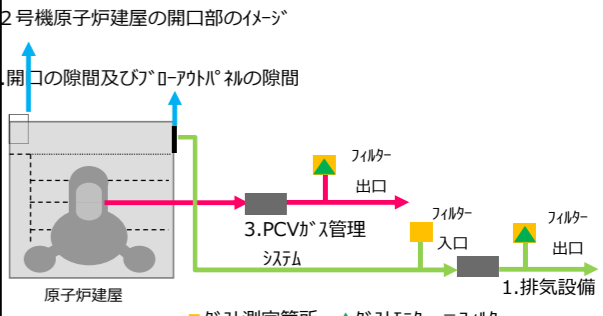 ２号機原子炉建屋の開口部のｲﾒｰｼﾞ
.開口の隙間及びﾌﾞﾛｰｱｳﾄﾊﾟﾈﾙの隙間
ﾌｨﾙﾀｰ
出口
3.PCVｶﾞｽ管理
システム
ﾌｨﾙﾀｰ
入口
ﾌｨﾙﾀｰ
出口
1.排気設備
原子炉建屋